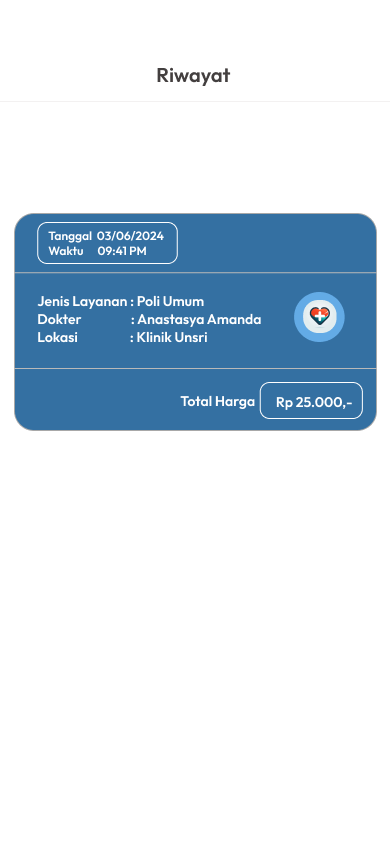 Riwayat
Tanggal 03/06/2024
Waktu 09:41 PM
Jenis Layanan : Poli Umum
Dokter : Anastasya Amanda
Lokasi : Klinik Unsri
Total Harga Rp 25.000,-